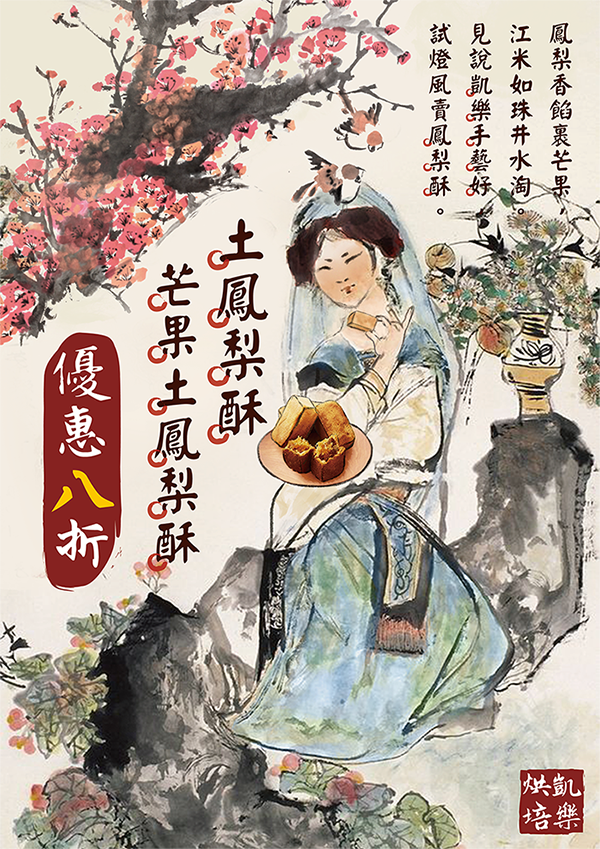 鳳梨香餡裹芒果,
江米如珠井水淘。
見說凱樂手藝好,
試燈風賣鳳梨酥。
土鳳梨酥
芒果土鳳梨酥
優惠八折
凱樂
烘培